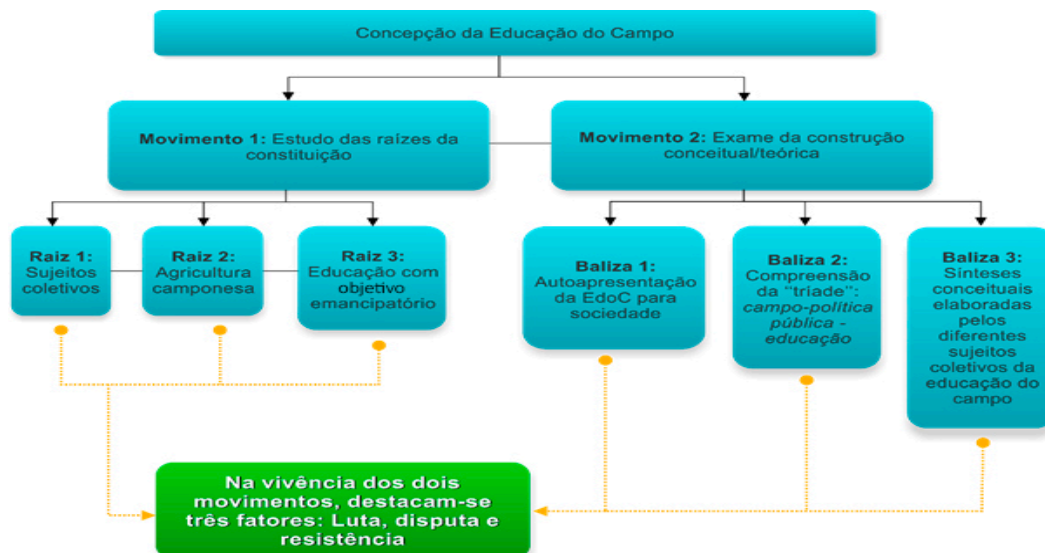 Concepção da Educação do Campo
Movimento 1: Estudo das raízes da
constituição
Movimento 2: Exame da construção
conceitual/teórica
Raiz 1:
Sujeitos
coletivos
Raiz 2:
Agricultura
camponesa
Raiz 3:
Educação com
objetivo
emancipatório
Baliza 1:
Autoapresentação
da EdoC para
sociedade
Baliza 2:
Compreensão
da “tríade”:
campo-política
pública -
educação
Baliza 3:
Sínteses
conceituais
elaboradas
pelos
diferentes
sujeitos
coletivos da
educação do
campo
Na vivência dos dois
movimentos, destacam-se
três fatores: Luta, disputa e
resistência